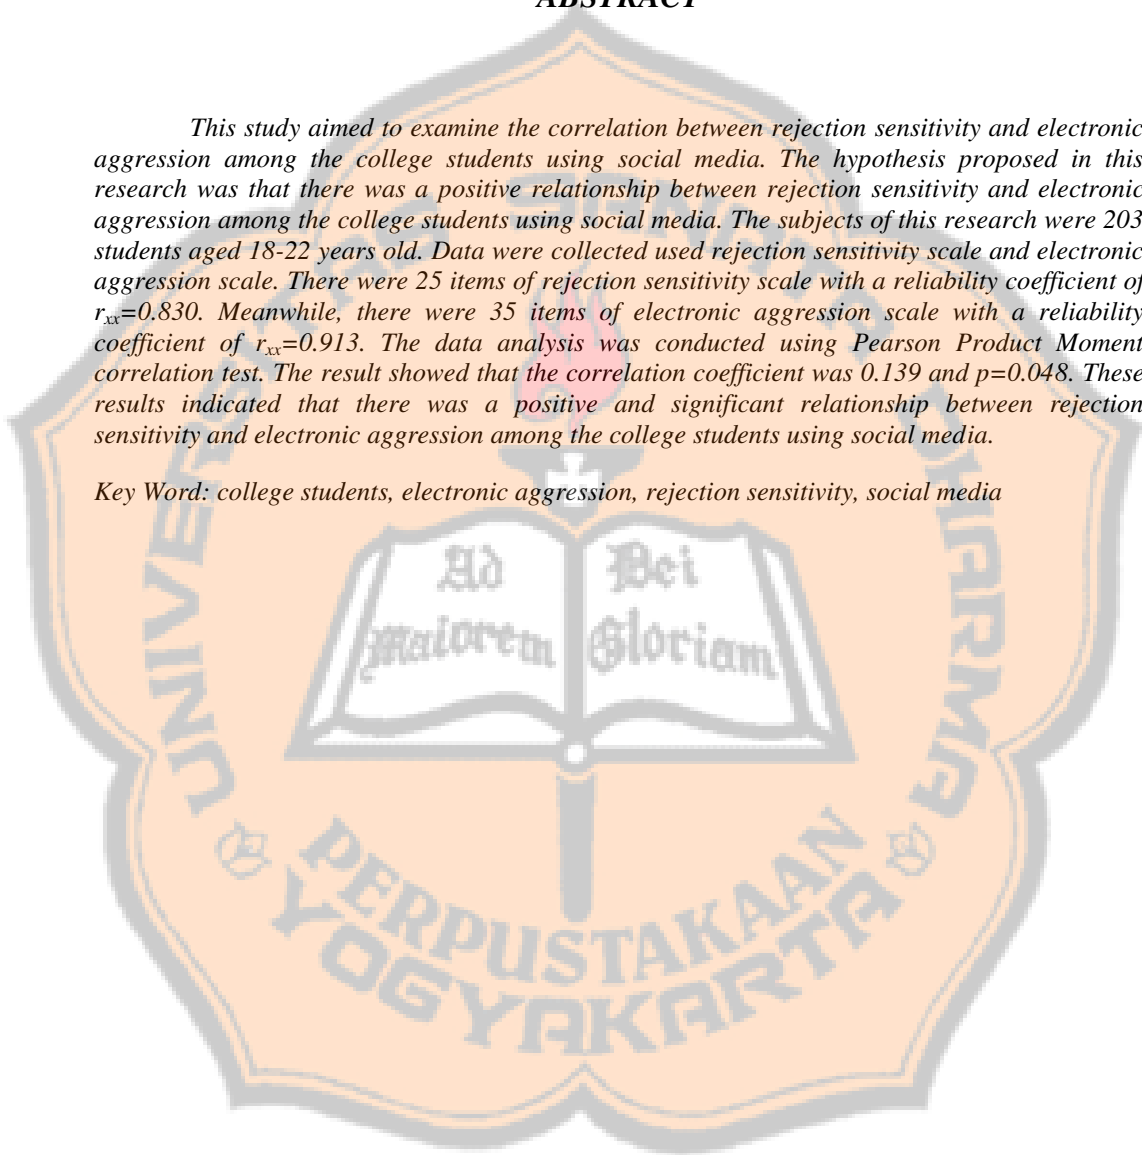 ABSTRACT
This study aimed to examine the correlation between rejection sensitivity and electronic
aggression among the college students using social media. The hypothesis proposed in this
research was that there was a positive relationship between rejection sensitivity and electronic
aggression among the college students using social media. The subjects of this research were 203
students aged 18-22 years old. Data were collected used rejection sensitivity scale and electronic
aggression scale. There were 25 items of rejection sensitivity scale with a reliability coefficient of
rxx=0.830. Meanwhile, there were 35 items of electronic aggression scale with a reliability
coefficient of rxx=0.913. The data analysis was conducted using Pearson Product Moment
correlation test. The result showed that the correlation coefficient was 0.139 and p=0.048. These
results indicated that there was a positive and significant relationship between rejection
sensitivity and electronic aggression among the college students using social media.
Key Word: college students, electronic aggression, rejection sensitivity, social media
UNIVERSITAS SANATA DHARMA
Ad Dei
maiorem Gloriam
PERPUSTAKAAN
YOGYAKARTA